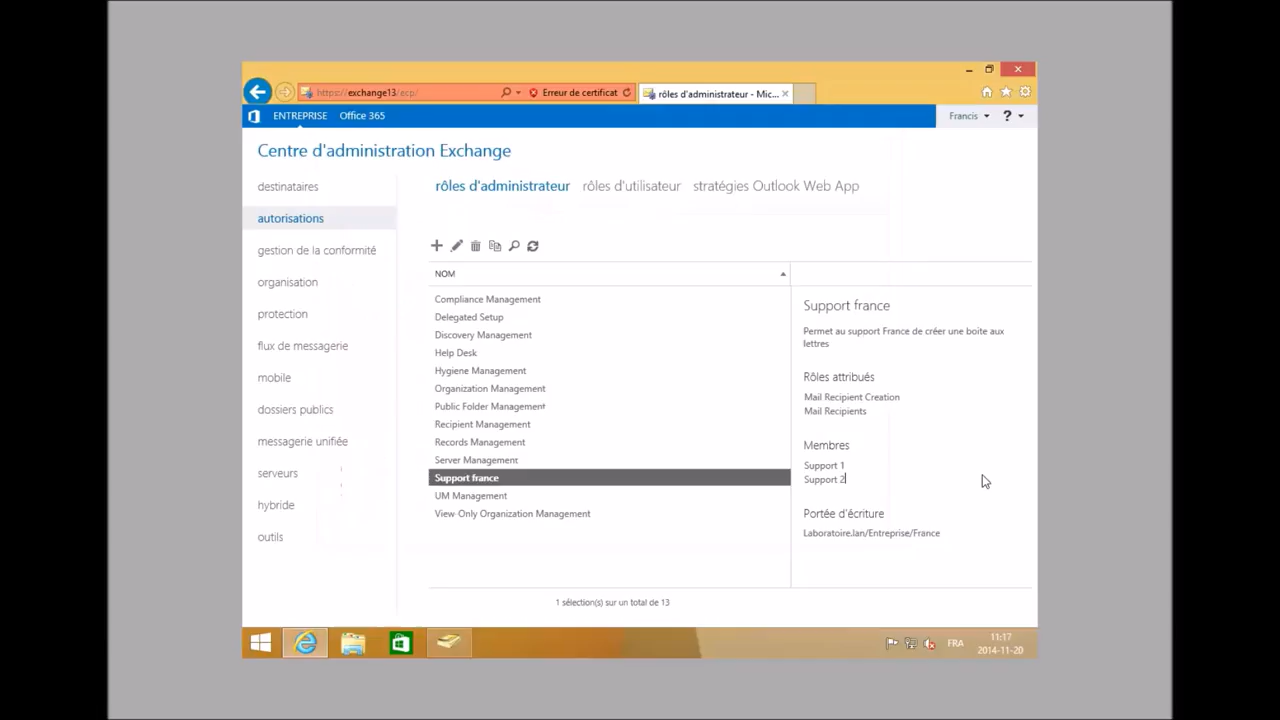 https://exchange13/ecp/
Erreur de certificat
rôles d'administrateur - Mic...
ENTREPRISE
Office 365
Francis
?
Centre d'administration Exchange
destinataires
autorisations
gestion de la conformité
organisation
protection
flux de messagerie
mobile
dossiers publics
messagerie unifiée
serveurs
hybride
outils
rôles d'administrateur
rôles d'utilisateur
stratégies Outlook Web App
NOM
Compliance Management
Delegated Setup
Discovery Management
Help Desk
Hygiene Management
Organization Management
Public Folder Management
Recipient Management
Records Management
Server Management
Support france
UM Management
View-Only Organization Management
1 sélection(s) sur un total de 13
Support france
Permet au support France de créer une boite aux
lettres
Rôles attribués
Mail Recipient Creation
Mail Recipients
Membres
Support 1
Support 2
Portée d'écriture
Laboratoire.lan/Entreprise/France
FRA
11:17
2014-11-20